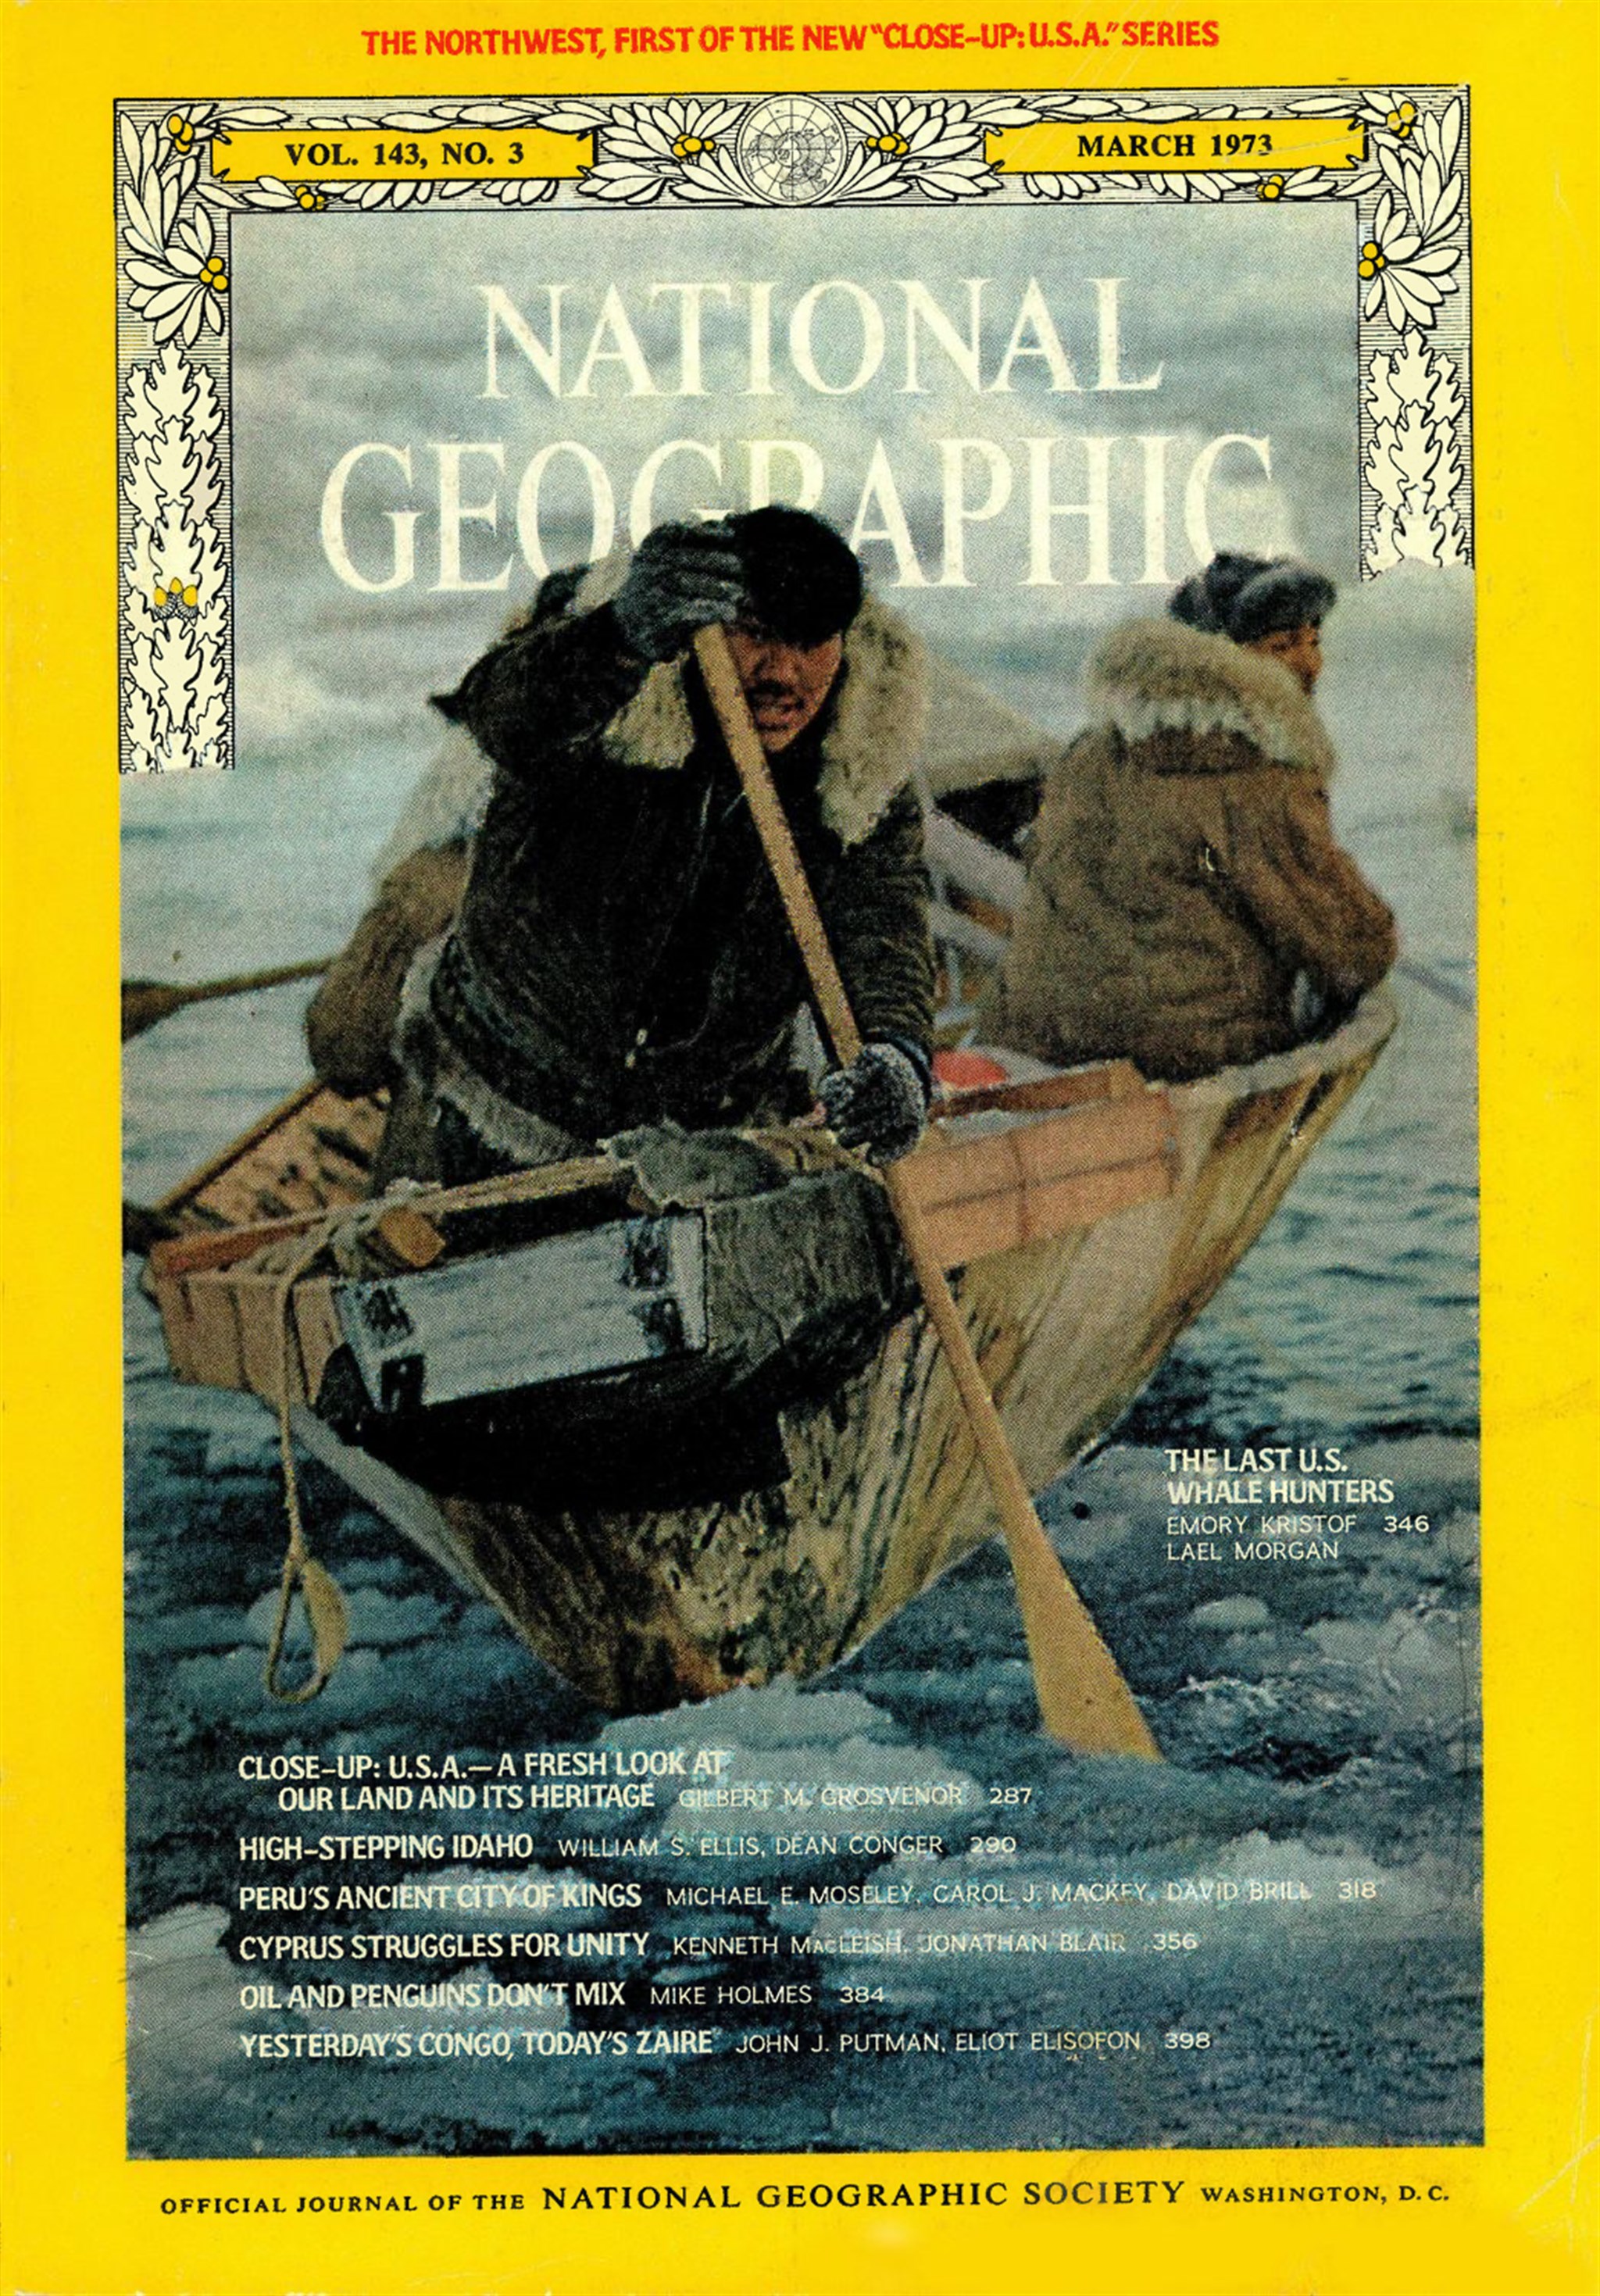 THE NORTHWEST, FIRST OF THE NEW "CLOSE-UP: U.S.A." SERIES
VOL. 143, NO. 3
MARCH 1973
NATIONAL
GEOGRAPHIC
THE LAST U.S.
WHALE HUNTERS
EMORY KRISTOF 346
LAEL MORGAN
CLOSE-UP: U.S.A.—A FRESH LOOK AT
OUR LAND AND ITS HERITAGE GILBERT M. GROSVENOR 287
HIGH-STEPPING IDAHO WILLIAM S. ELLIS, DEAN CONGER 290
PERU'S ANCIENT CITY OF KINGS MICHAEL E. MOSELEY, CAROL J. MACKEY, DAVID BRILL 318
CYPRUS STRUGGLES FOR UNITY KENNETH MacLEISH, JONATHAN BLAIR 356
OIL AND PENGUINS DON'T MIX MIKE HOLMES 384
YESTERDAY'S CONGO, TODAY'S ZAIRE JOHN J. PUTMAN, ELIOT ELISOFON 398
OFFICIAL JOURNAL OF THE NATIONAL GEOGRAPHIC SOCIETY WASHINGTON, D.C.